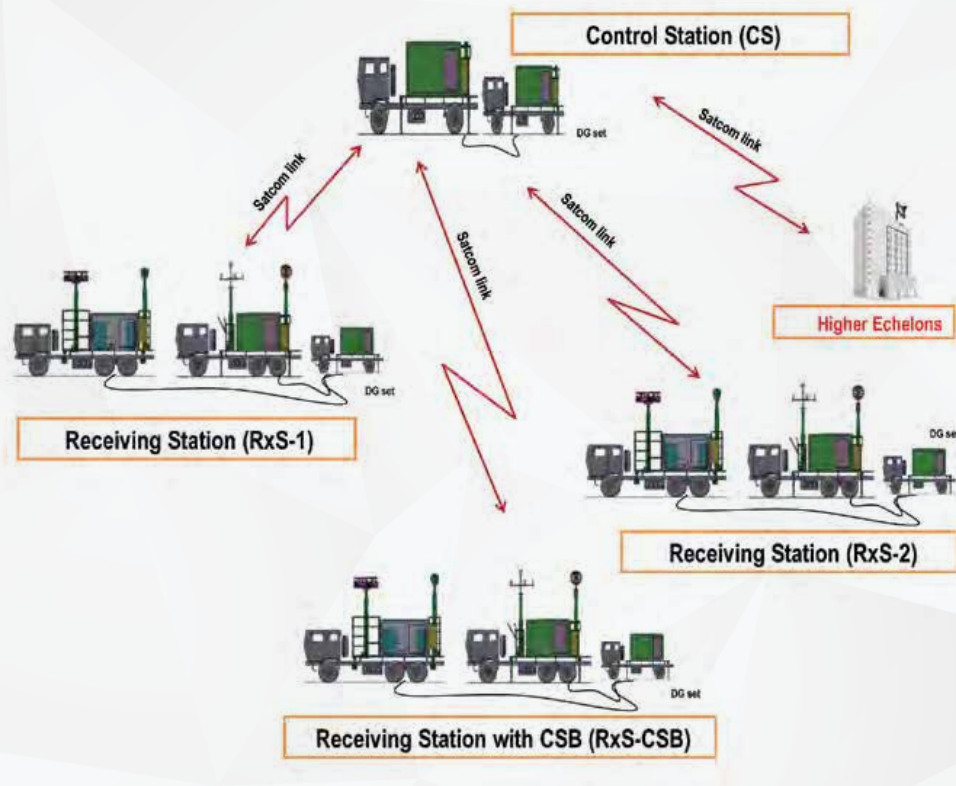 Control Station (CS)
DG set
Satcom link
Satcom link
Satcom link
Satcom link
Higher Echelons
DG set
Receiving Station (RxS-1)
DG set
Receiving Station (RxS-2)
DG set
Receiving Station with CSB (RxS-CSB)